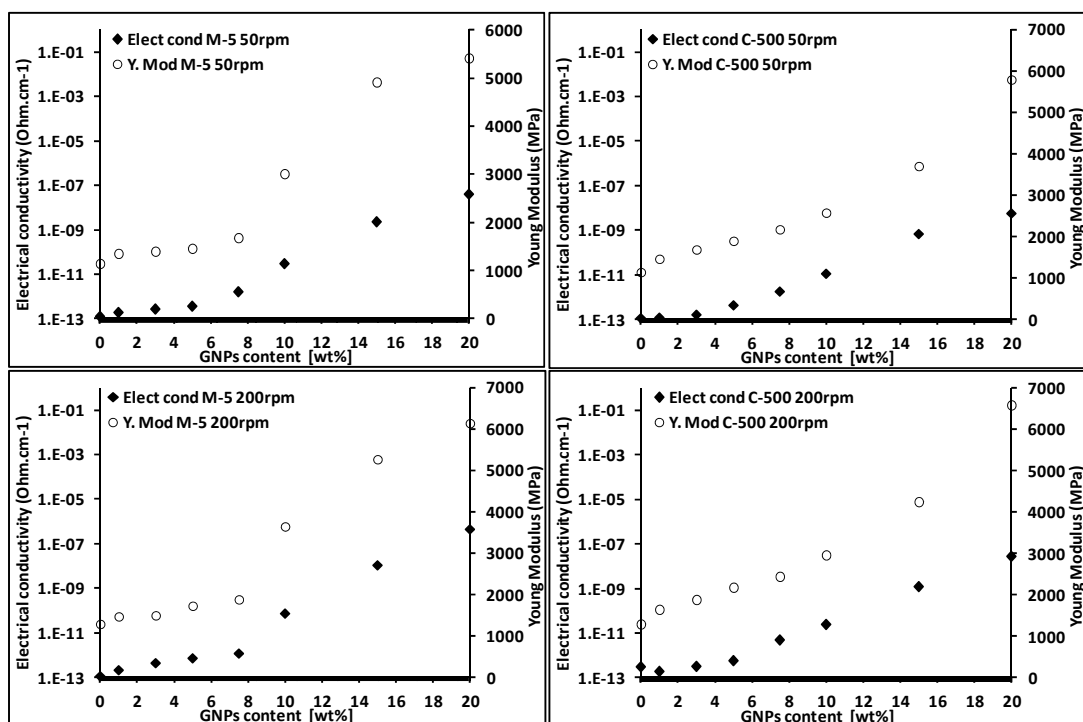 Elect cond M-5 50rpm
Y. Mod M-5 50rpm
Electrical conductivity (Ohm.cm-1)
1.E-01
1.E-03
1.E-05
1.E-07
1.E-09
1.E-11
1.E-13
0 2 4 6 8 10 12 14 16 18 20
GNPs content [wt%]
6000
5000
4000
3000
2000
1000
0
Young Modulus (MPa)
Elect cond C-500 50rpm
Y. Mod C-500 50rpm
Electrical conductivity (Ohm.cm-1)
1.E-01
1.E-03
1.E-05
1.E-07
1.E-09
1.E-11
1.E-13
0 2 4 6 8 10 12 14 16 18 20
GNPs content [wt%]
7000
6000
5000
4000
3000
2000
1000
0
Young Modulus (MPa)
Elect cond M-5 200rpm
Y. Mod M-5 200rpm
Electrical conductivity (Ohm.cm-1)
1.E-01
1.E-03
1.E-05
1.E-07
1.E-09
1.E-11
1.E-13
0 2 4 6 8 10 12 14 16 18 20
GNPs content [wt%]
7000
6000
5000
4000
3000
2000
1000
0
Young Modulus (MPa)
Elect cond C-500 200rpm
Y. Mod C-500 200rpm
Electrical conductivity (Ohm.cm-1)
1.E-01
1.E-03
1.E-05
1.E-07
1.E-09
1.E-11
1.E-13
0 2 4 6 8 10 12 14 16 18 20
GNPs content [wt%]
7000
6000
5000
4000
3000
2000
1000
0
Young Modulus (MPa)